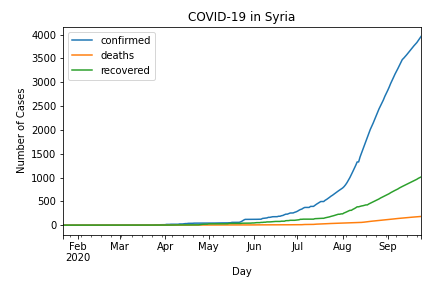 COVID-19 in Syria
confirmed
deaths
recovered
Number of Cases
4000
3500
3000
2500
2000
1500
1000
500
0
Feb Mar Apr May Jun Jul Aug Sep
2020
Day